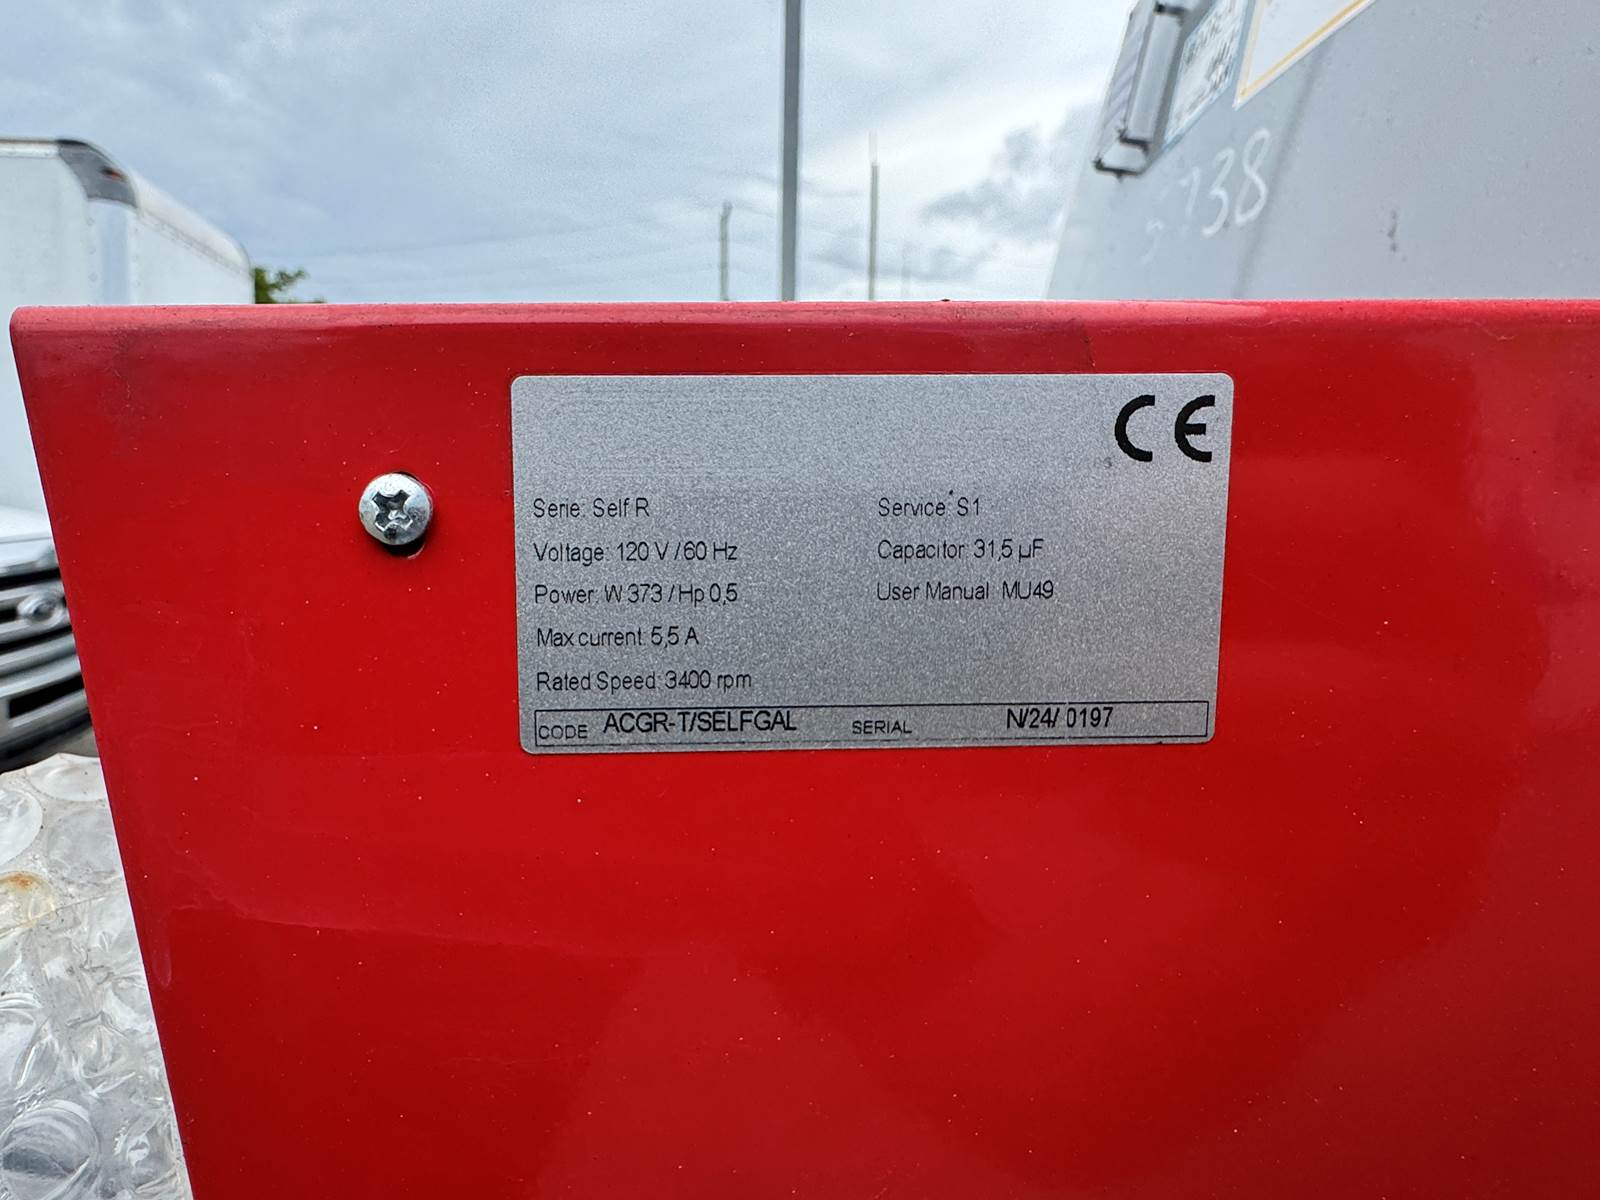 738
CE
Serie: Self R
Voltage: 120 V / 60 Hz
Power: W 373 / Hp 0,5
Max current: 5,5 A
Rated Speed: 3400 rpm
Service: S1
Capacitor: 31,5 µF
User Manual: MU49
CODE ACGR-T/SELFGAL SERIAL N/24/ 0197